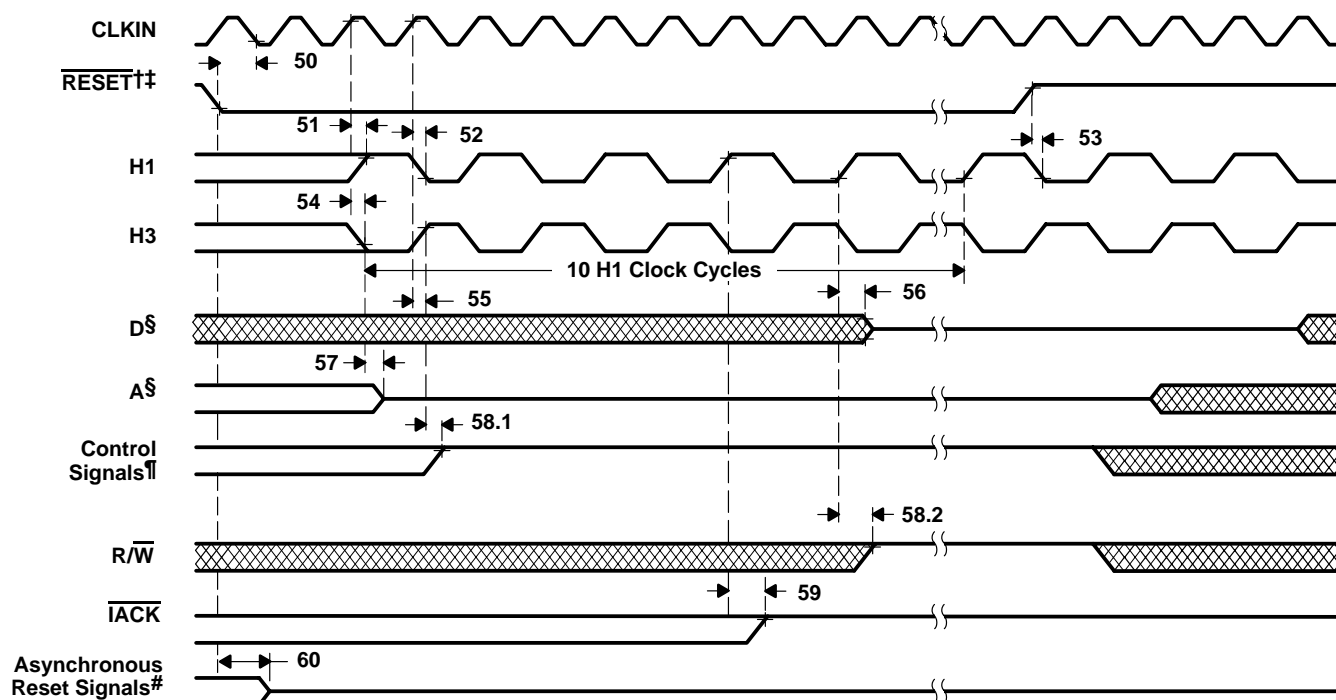 CLKIN
50
RESET†‡
51
52
53
H1
54
H3
10 H1 Clock Cycles
55
56
D§
57
A§
58.1
Control
Signals¶
58.2
R/W
59
IACK
60
Asynchronous
Reset Signals#